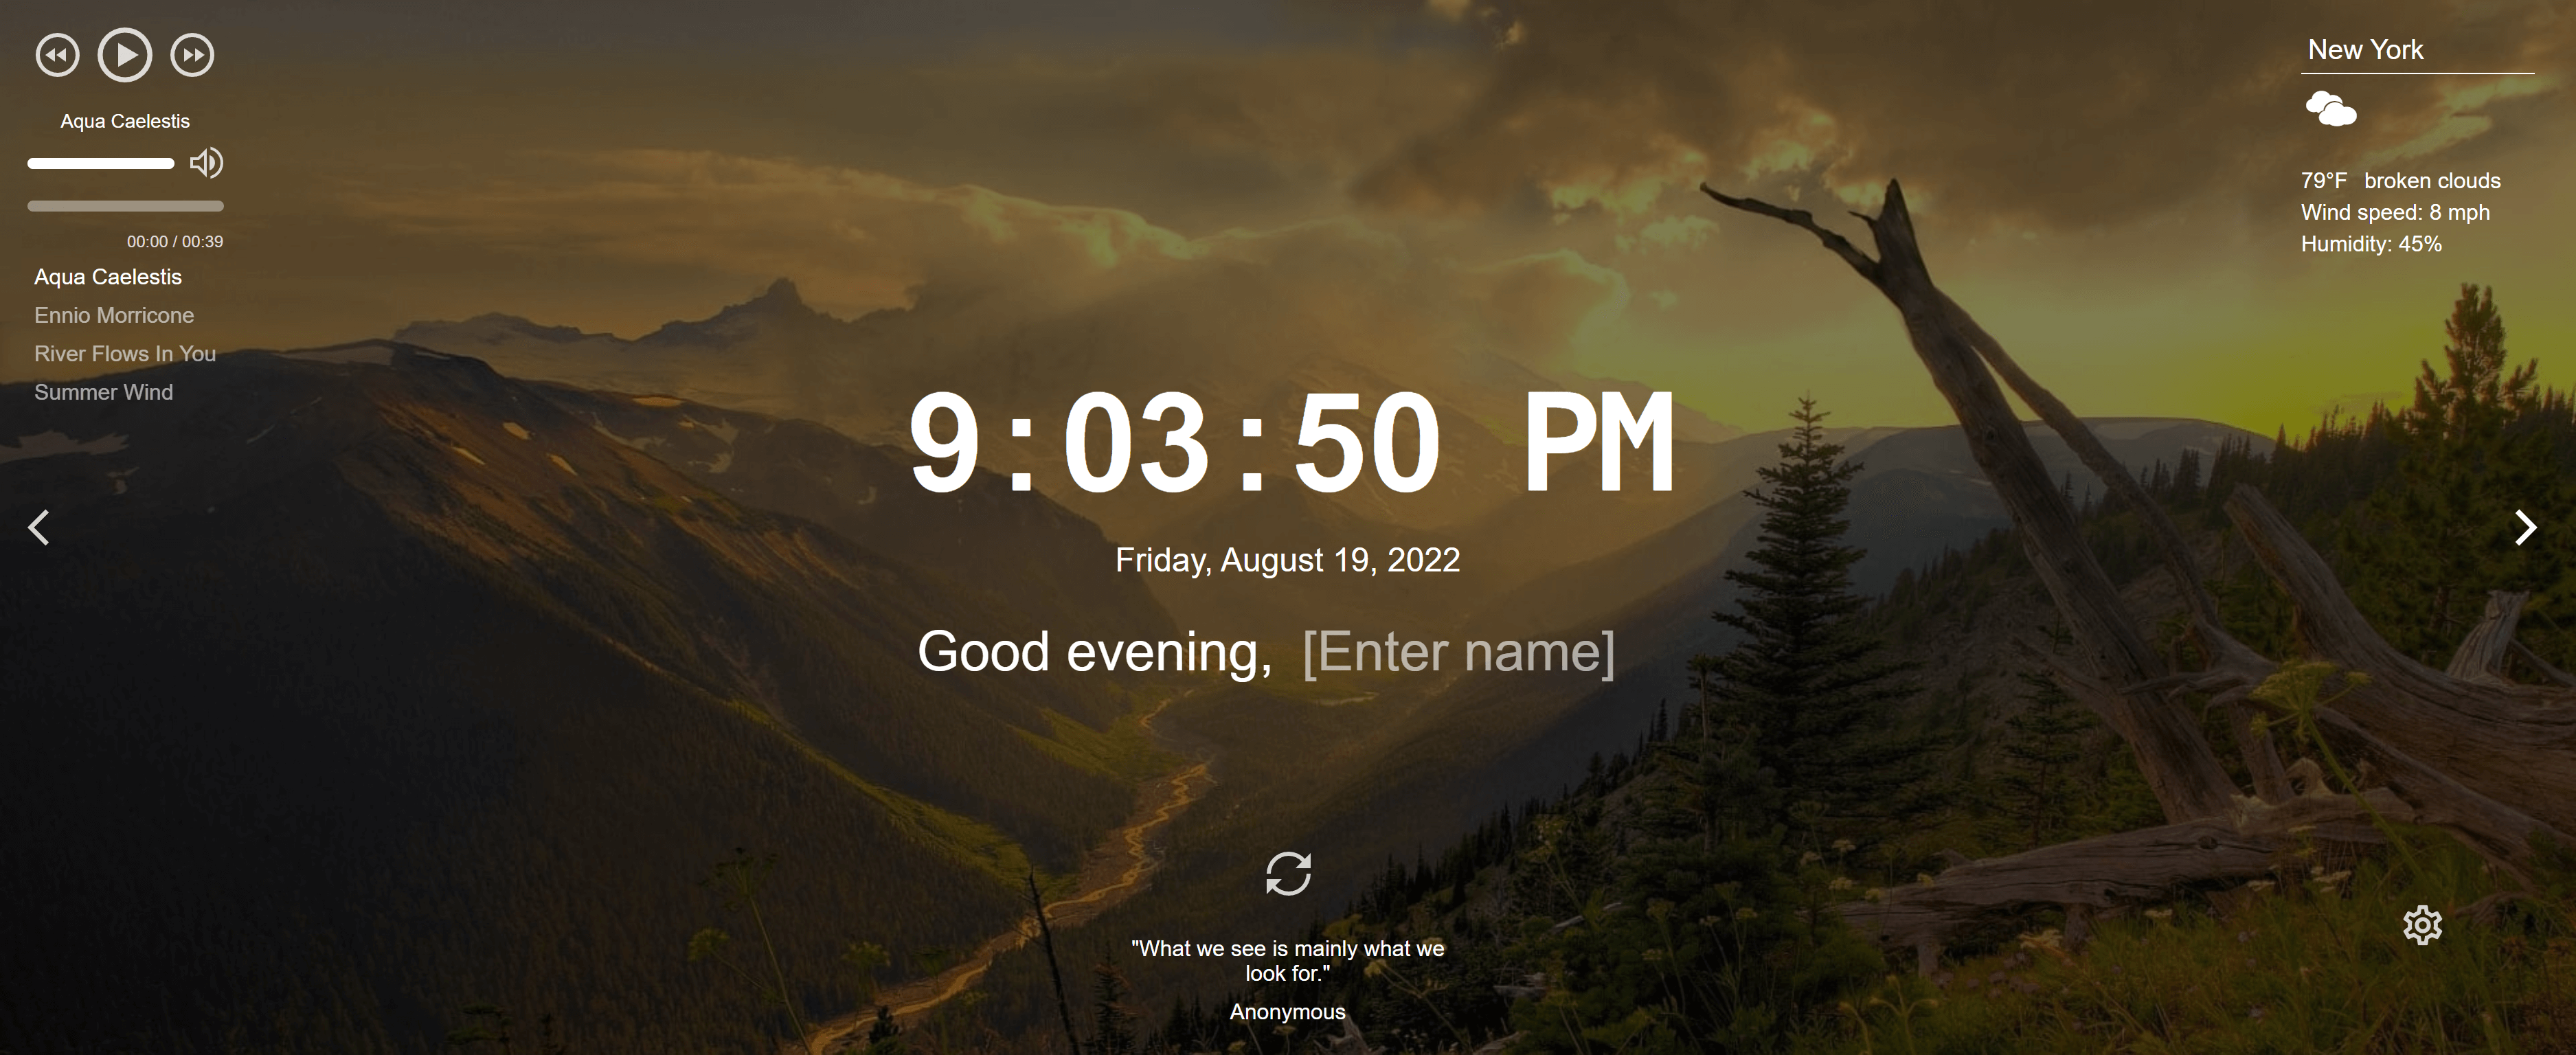 Aqua Caelestis
00:00 / 00:39
Aqua Caelestis
Ennio Morricone
River Flows In You
Summer Wind
New York
79°F broken clouds
Wind speed: 8 mph
Humidity: 45%
9:03:50 PM
Friday, August 19, 2022
Good evening, [Enter name]
"What we see is mainly what we
look for."
Anonymous